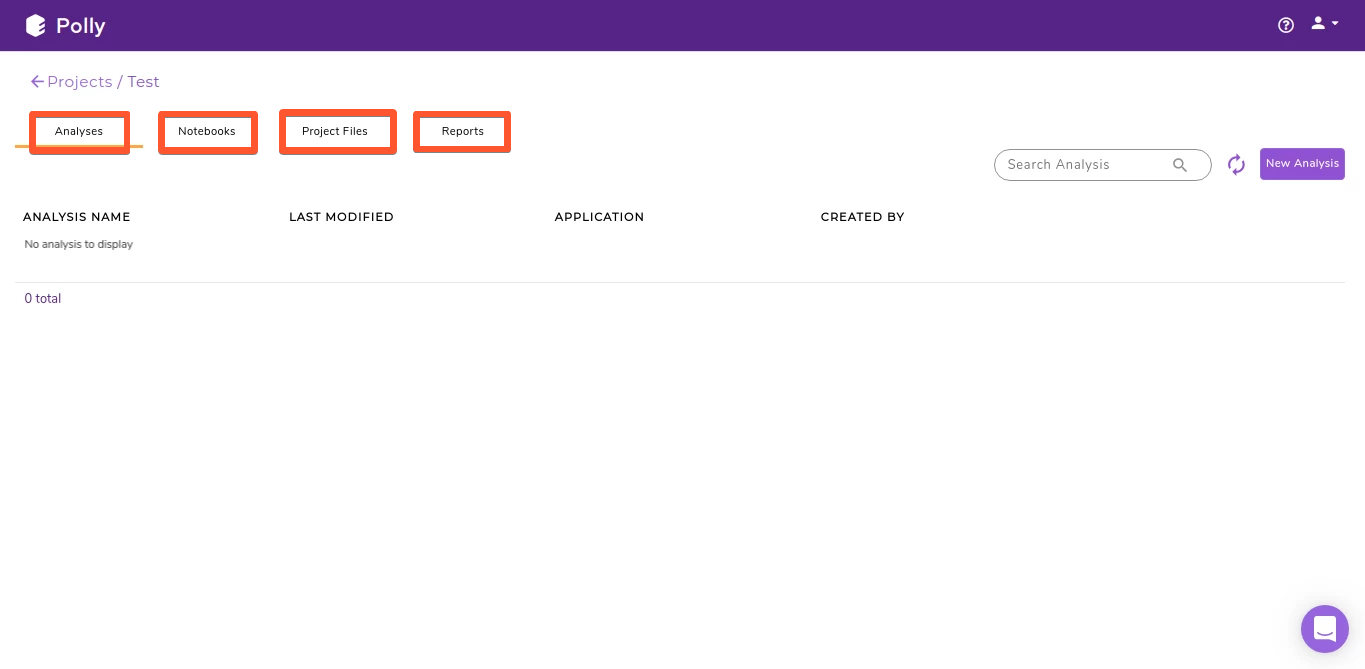 Polly
Projects / Test
Analyses Notebooks Project Files Reports
Search Analysis New Analysis
ANALYSIS NAME LAST MODIFIED APPLICATION CREATED BY
No analysis to display
0 total